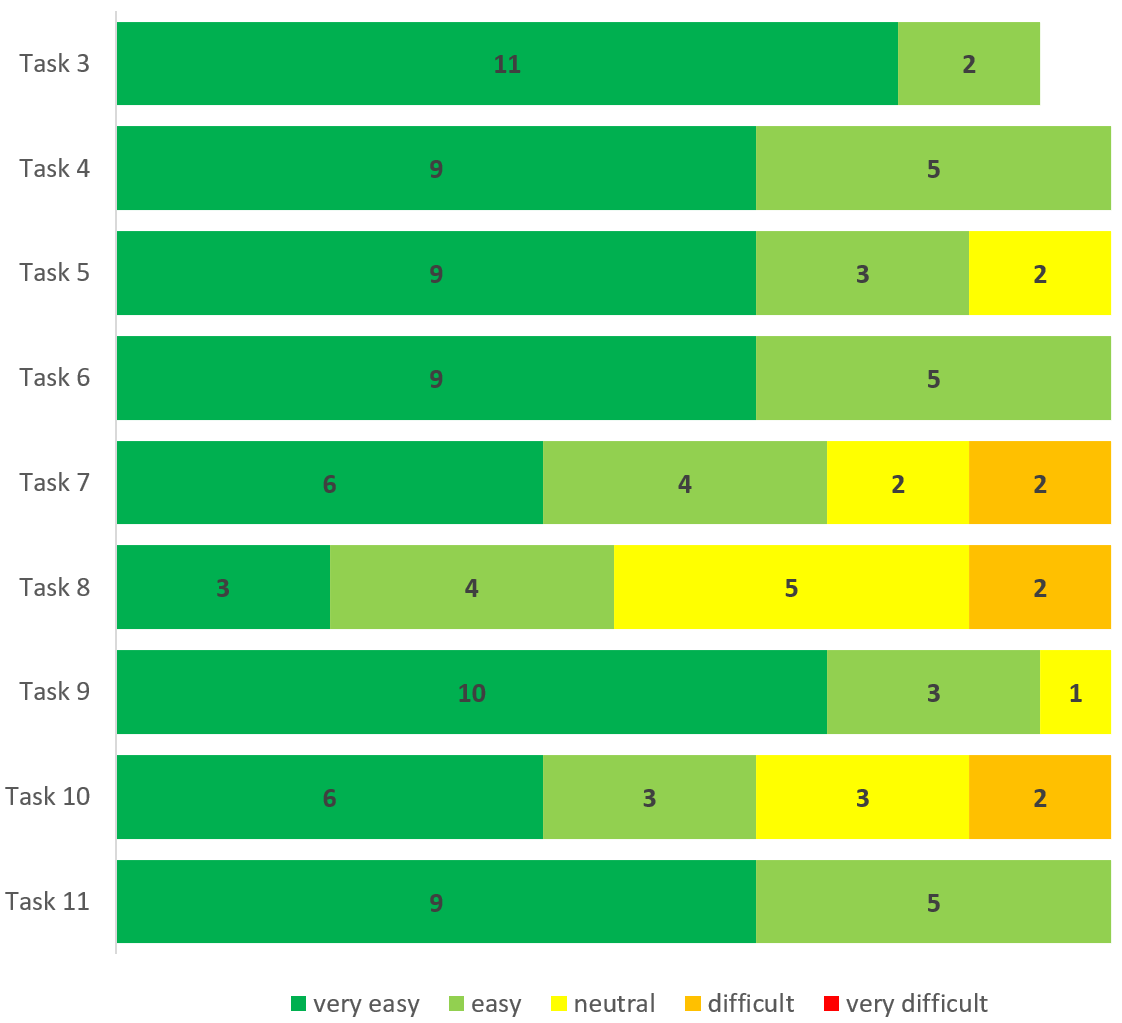 Task 3 11 2
Task 4 9 5
Task 5 9 3 2
Task 6 9 5
Task 7 6 4 2 2
Task 8 3 4 5 2
Task 9 10 3 1
Task 10 6 3 3 2
Task 11 9 5
very easy easy neutral difficult very difficult